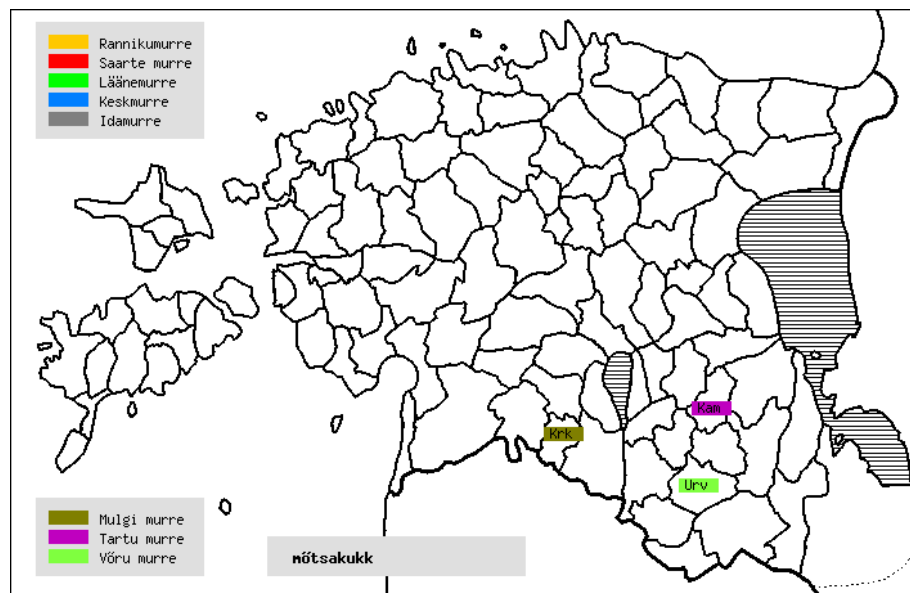 Rannikumurre
Saarte murre
Läänemurre
Keskmurre
Idamurre
Kam
Krk
Urv
Mulgi murre
Tartu murre
Võru murre
mõtsakukk